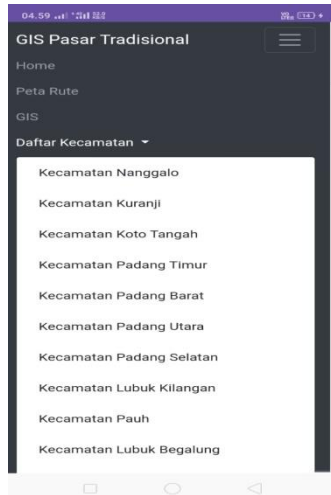 04.59
GIS Pasar Tradisional
Home
Peta Rute
GIS
Daftar Kecamatan
Kecamatan Nanggalo
Kecamatan Kuranji
Kecamatan Koto Tangah
Kecamatan Padang Timur
Kecamatan Padang Barat
Kecamatan Padang Utara
Kecamatan Padang Selatan
Kecamatan Lubuk Kilangan
Kecamatan Pauh
Kecamatan Lubuk Begalung